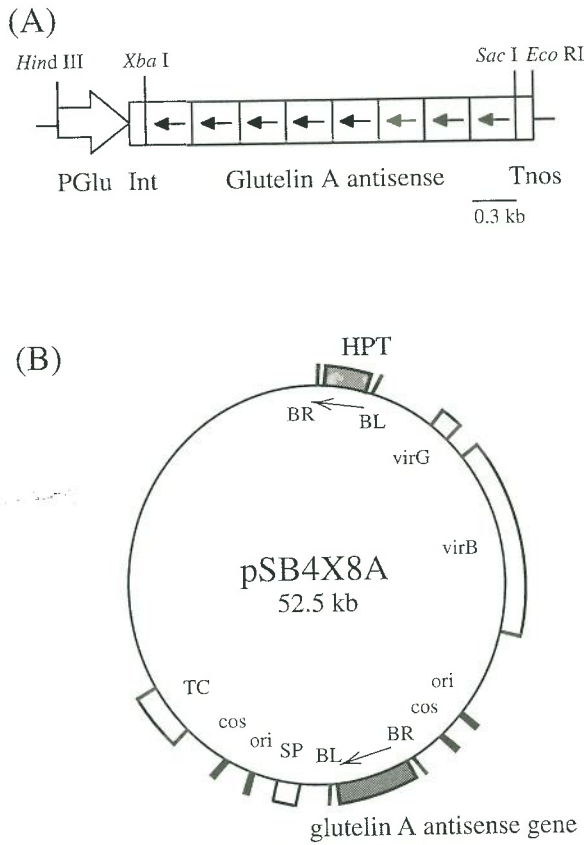 (A)
Hind III Xba I Sac I Eco RI
PGlu Int Glutelin A antisense Tnos
0.3 kb
(B)
HPT
BR BL
virG
virB
pSB4X8A
52.5 kb
TC ori
cos cos
ori SP BL BR
glutelin A antisense gene